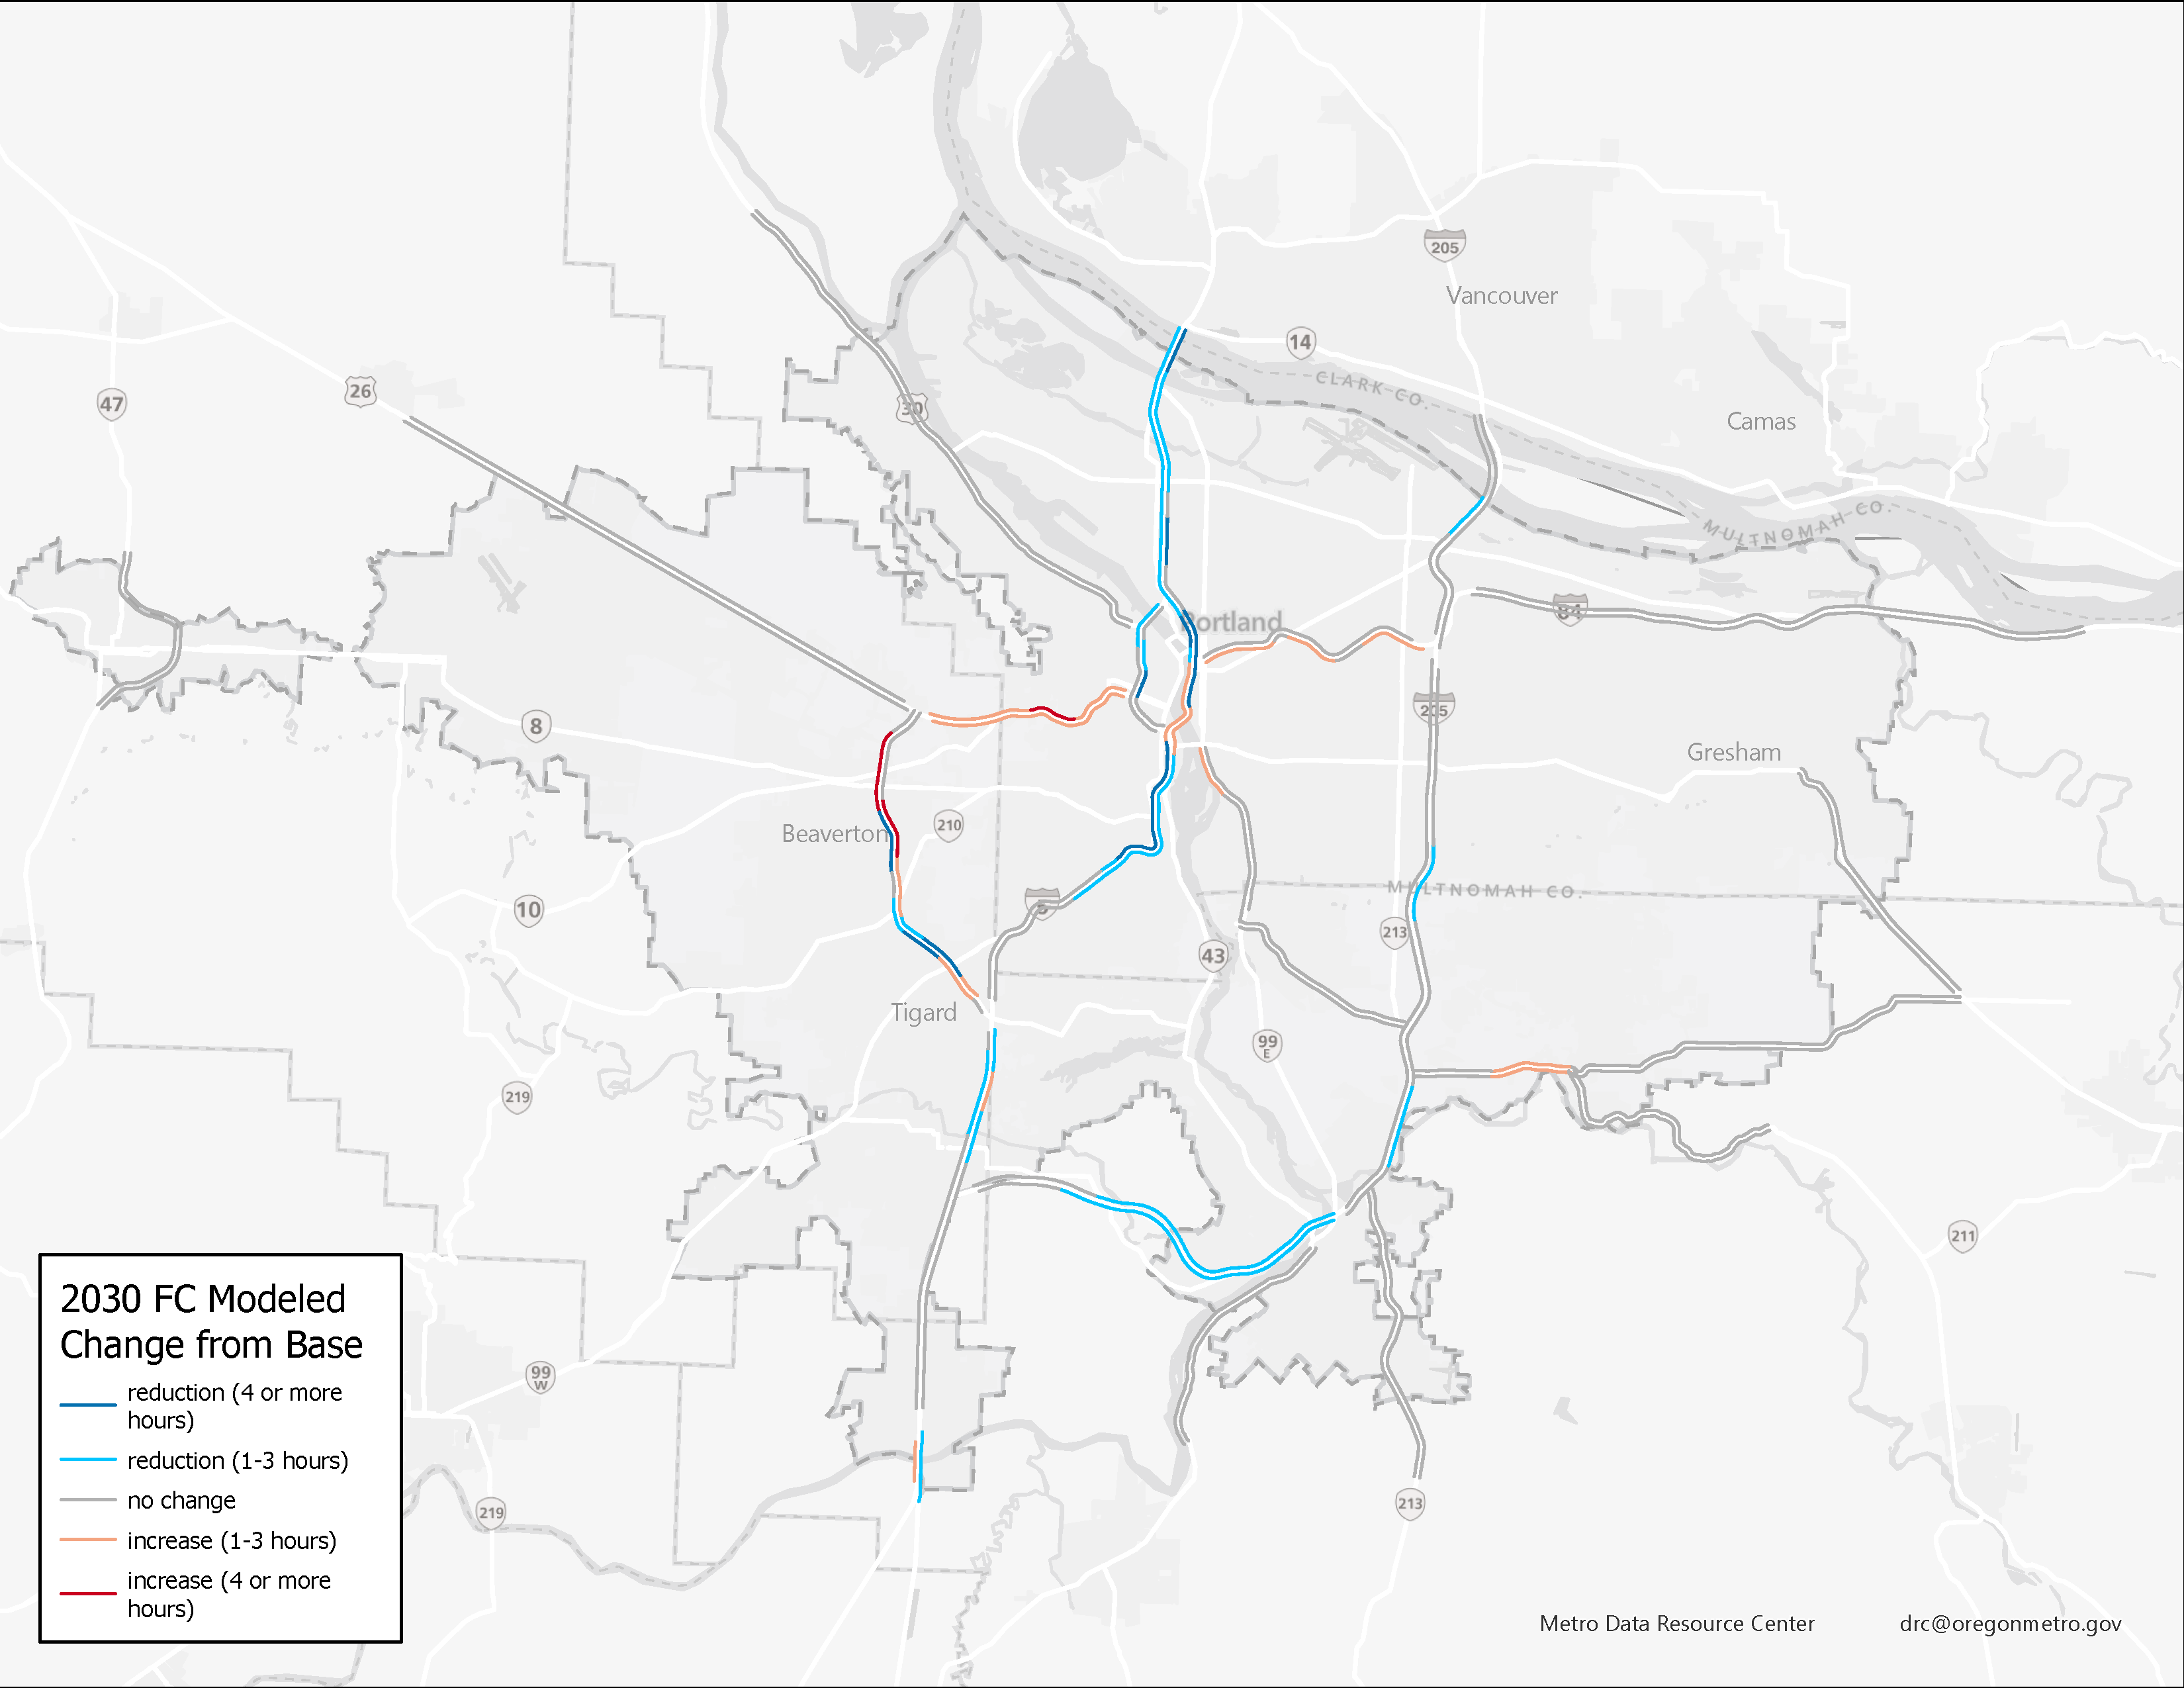 205
Vancouver
14
CLARK CO.
26
47
30
Camas
MULTNOMAH CO.
84
Portland
205
8
Gresham
Beaverton
210
MULTNOMAH CO.
5
10
213
43
Tigard
99
E
219
211
2030 FC Modeled
Change from Base
reduction (4 or more
hours)
reduction (1-3 hours)
no change
increase (1-3 hours)
increase (4 or more
hours)
99
W
219
213
Metro Data Resource Center
drc@oregonmetro.gov